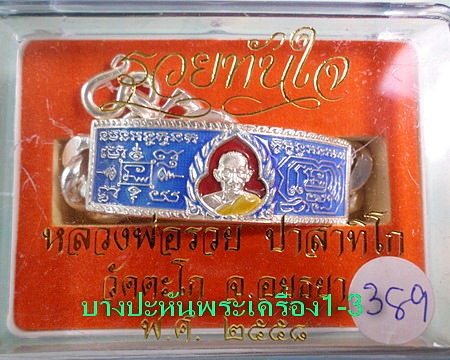 รวยทันใจ
หลวงพ่อรวย ปาสาทิโก
วัดตะโก จ.อยุธยา
บางปะหันพระเครื่อง1-3
389
พ.ศ. ๒๕๕๔